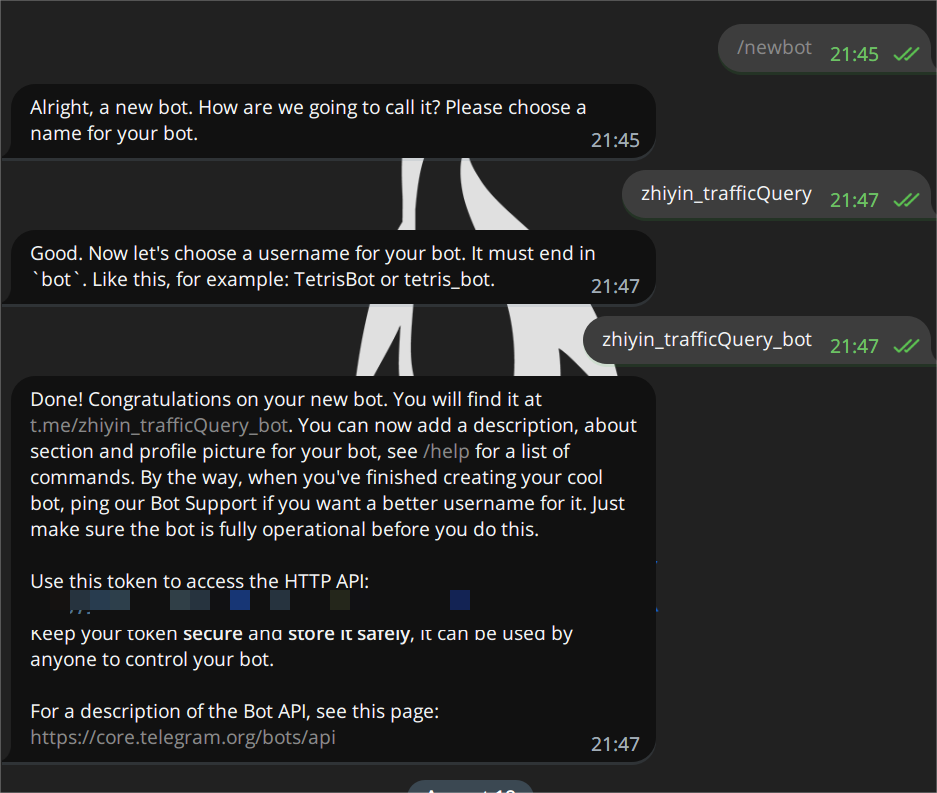 /newbot 21:45
Alright, a new bot. How are we going to call it? Please choose a
name for your bot.
21:45
zhiyin_trafficQuery 21:47
Good. Now let's choose a username for your bot. It must end in
`bot`. Like this, for example: TetrisBot or tetris_bot.
21:47
zhiyin_trafficQuery_bot 21:47
Done! Congratulations on your new bot. You will find it at
t.me/zhiyin_trafficQuery_bot. You can now add a description, about
section and profile picture for your bot, see /help for a list of
commands. By the way, when you've finished creating your cool
bot, ping our Bot Support if you want a better username for it. Just
make sure the bot is fully operational before you do this.
Use this token to access the HTTP API:
Keep your token secure and store it safely, it can be used by
anyone to control your bot.
For a description of the Bot API, see this page:
https://core.telegram.org/bots/api
21:47